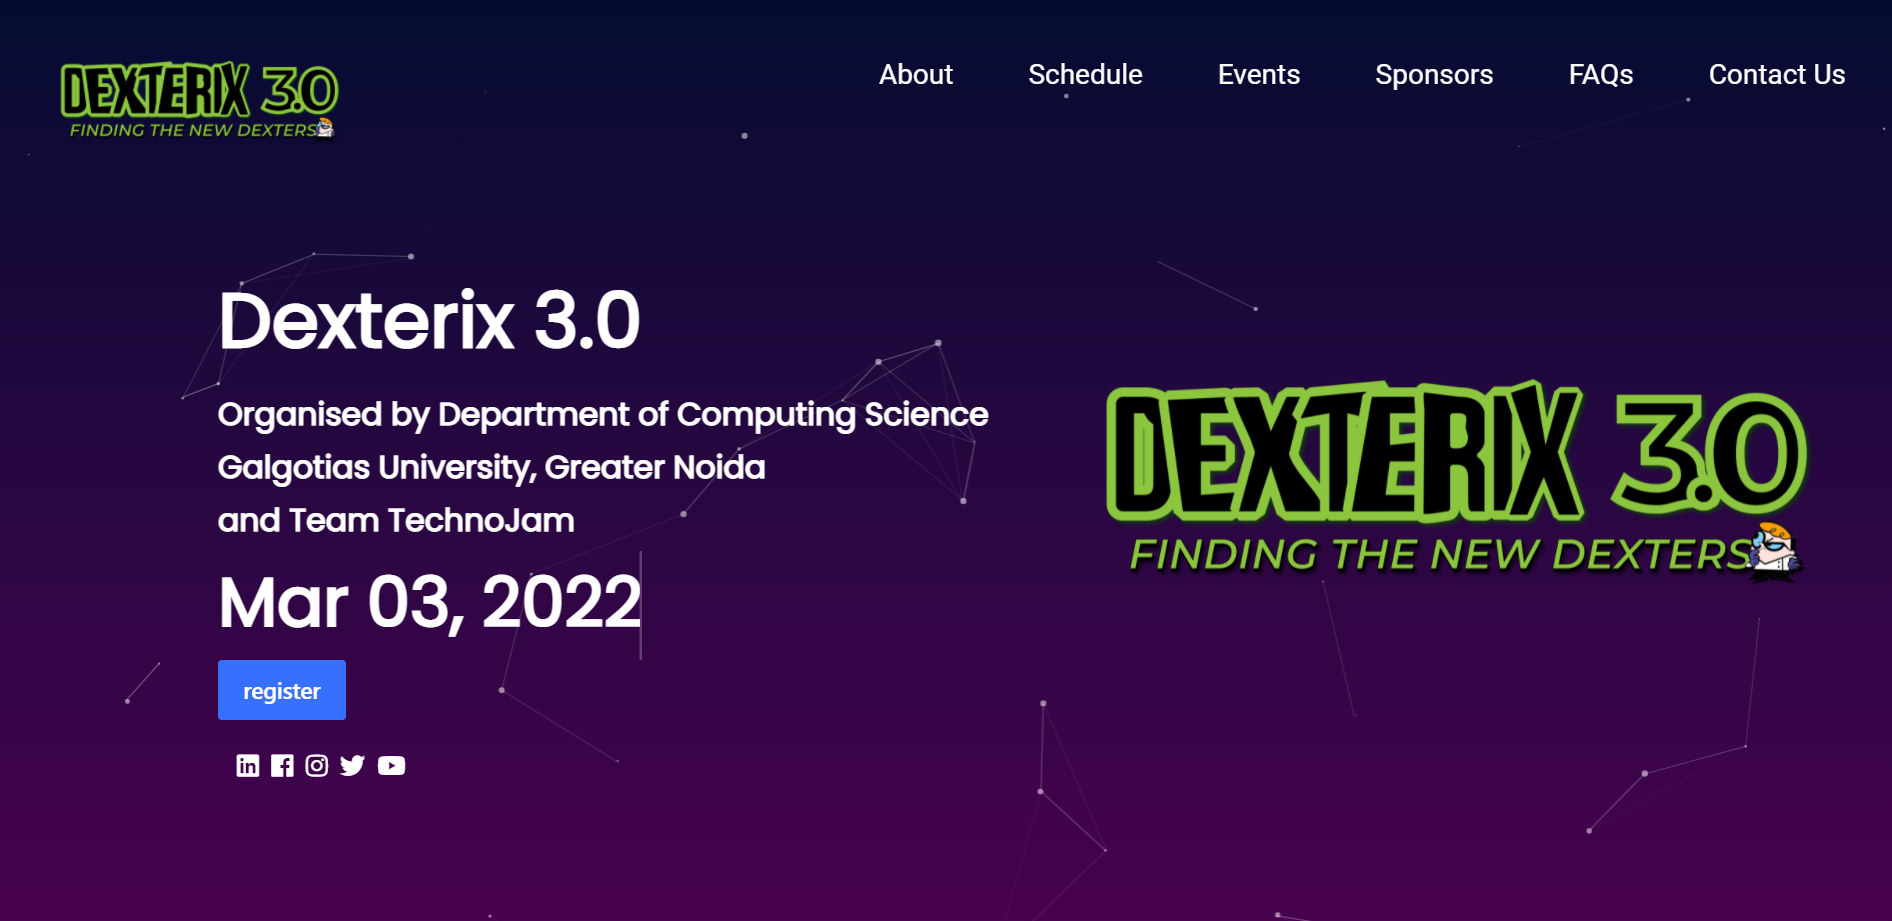 DEXTERIX 3.0
FINDING THE NEW DEXTERS
About Schedule Events Sponsors FAQs Contact Us
Dexterix 3.0
Organised by Department of Computing Science
Galgotias University, Greater Noida
and Team TechnoJam
Mar 03, 2022
register
DEXTERIX 3.0
FINDING THE NEW DEXTERS